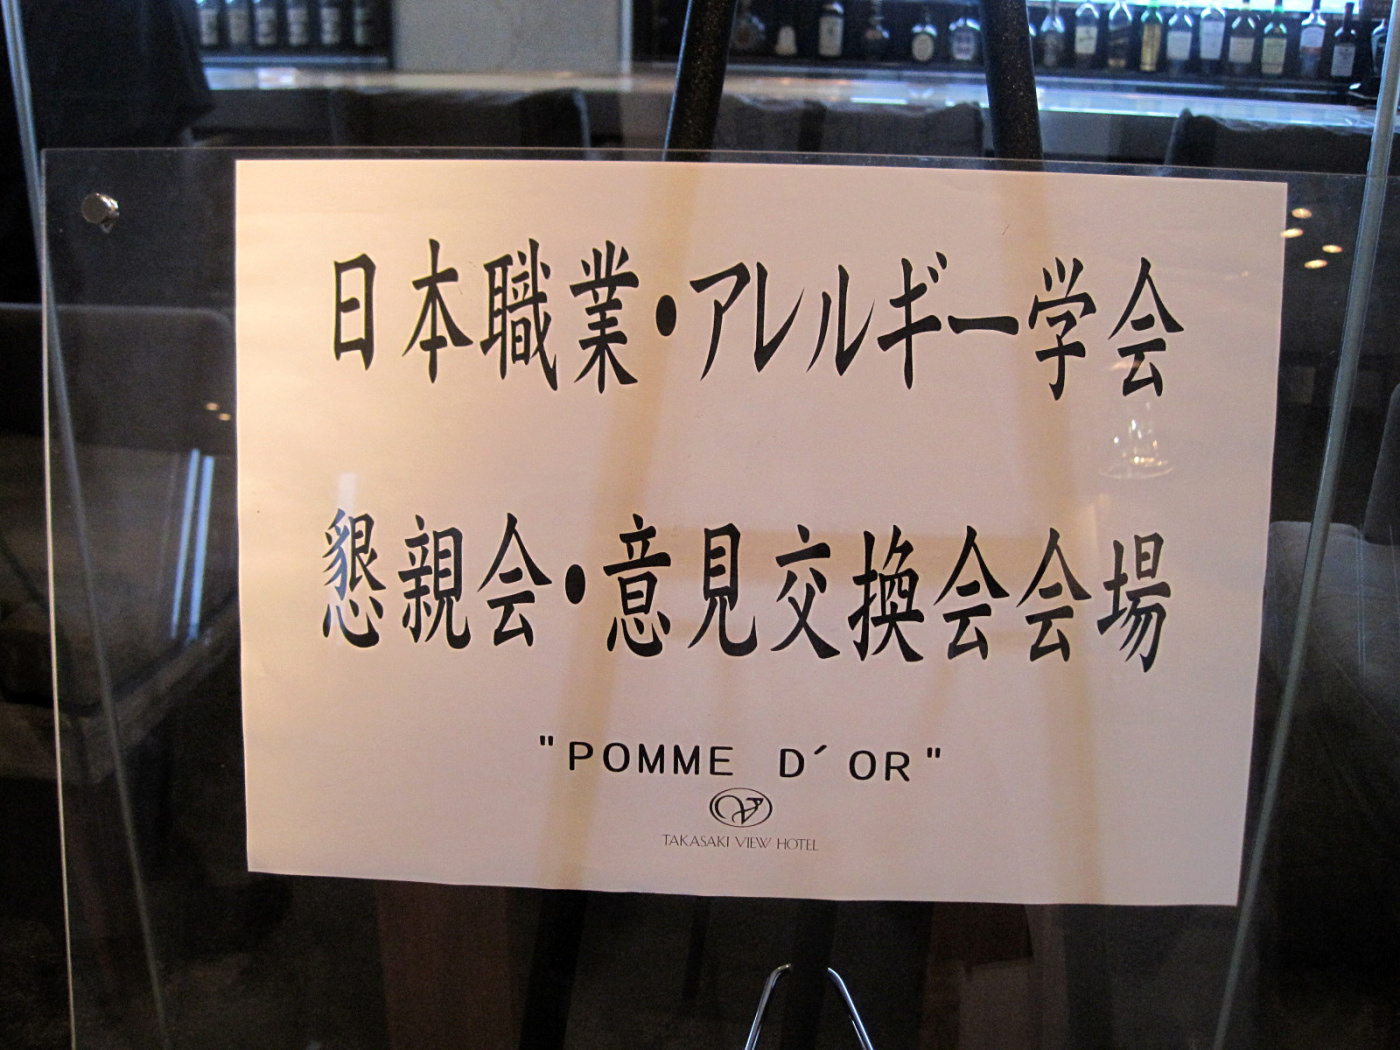 日本職業・アレルギー学会
懇親会・意見交換会会場
"POMME D´OR"
TAKASAKI VIEW HOTEL